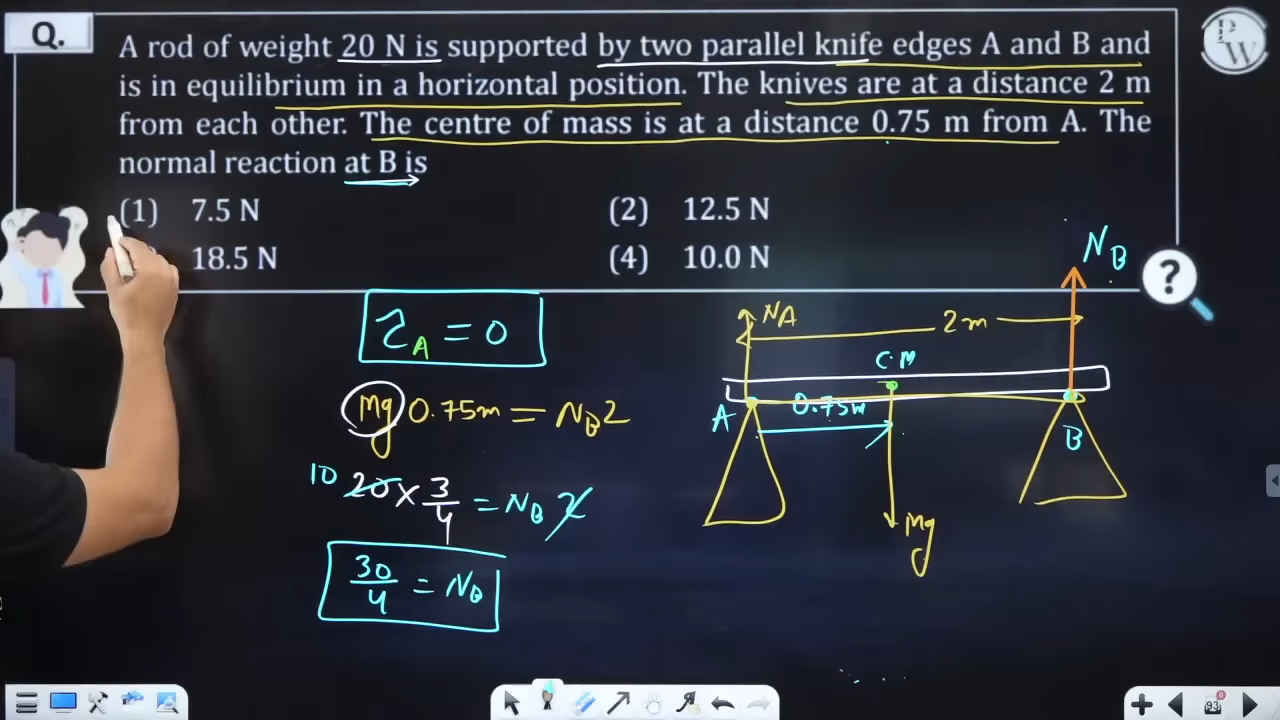 Q.
A rod of weight 20 N is supported by two parallel knife edges A and B and
is in equilibrium in a horizontal position. The knives are at a distance 2 m
from each other. The centre of mass is at a distance 0.75 m from A. The
normal reaction at B is
(1) 7.5 N
(2) 12.5 N
18.5 N
(4) 10.0 N
PW
?
τA = 0
Mg 0.75m = NB2
10 20 × 3/4 = NB 2
30/4 = NB
NA
2m
NB
C.M
A
0.75m
B
Mg
93